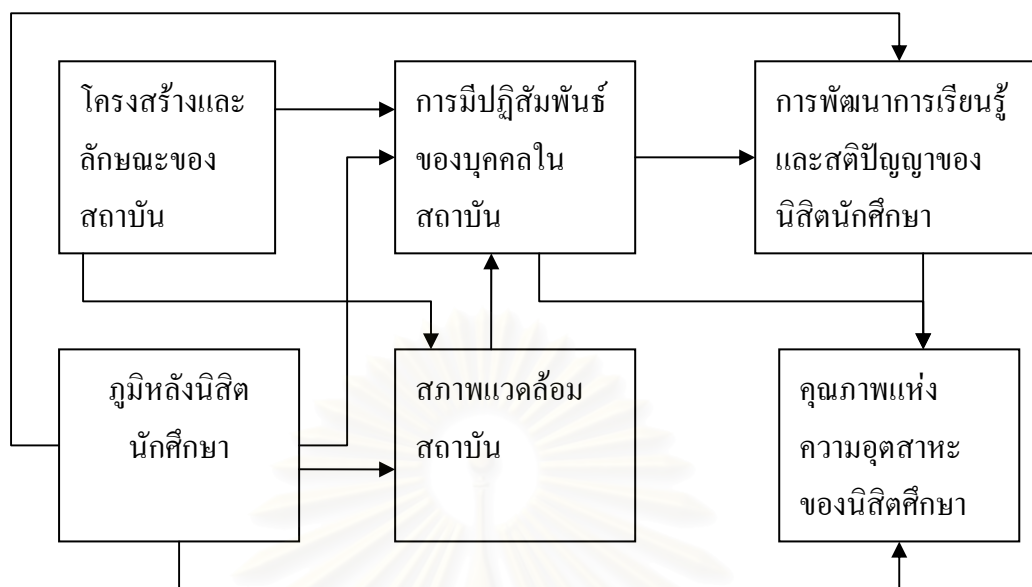 โครงสร้างและ
ลักษณะของ
สถาบัน
การมีปฏิสัมพันธ์
ของบุคคลใน
สถาบัน
การพัฒนาการเรียนรู้
และสติปัญญาของ
นิสิตนักศึกษา
ภูมิหลังนิสิต
นักศึกษา
สภาพแวดล้อม
สถาบัน
คุณภาพแห่ง
ความอุตสาหะ
ของนิสิตศึกษา